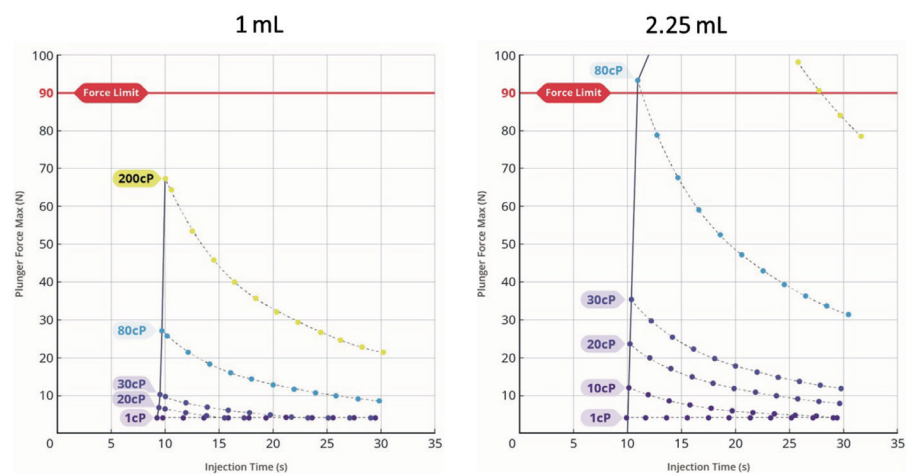 1 mL
100
90
Force Limit
80
70
200cP
60
50
40
30
80cP
20
30cP
10
20cP
1cP
0
5
10
15
20
25
30
35
Plunger Force Max (N)
Injection Time (s)
2.25 mL
100
80cP
90
Force Limit
80
70
60
50
40
30cP
30
20cP
20
10cP
10
1cP
0
5
10
15
20
25
30
35
Plunger Force Max (N)
Injection Time (s)